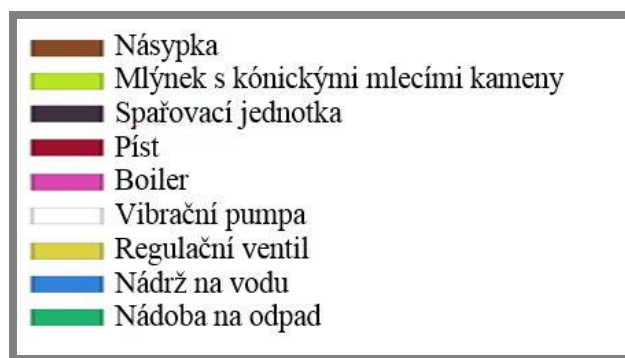 Násypka
Mlýnek s kónickými mlecími kameny
Spařovací jednotka
Píst
Boiler
Vibrační pumpa
Regulační ventil
Nádrž na vodu
Nádoba na odpad